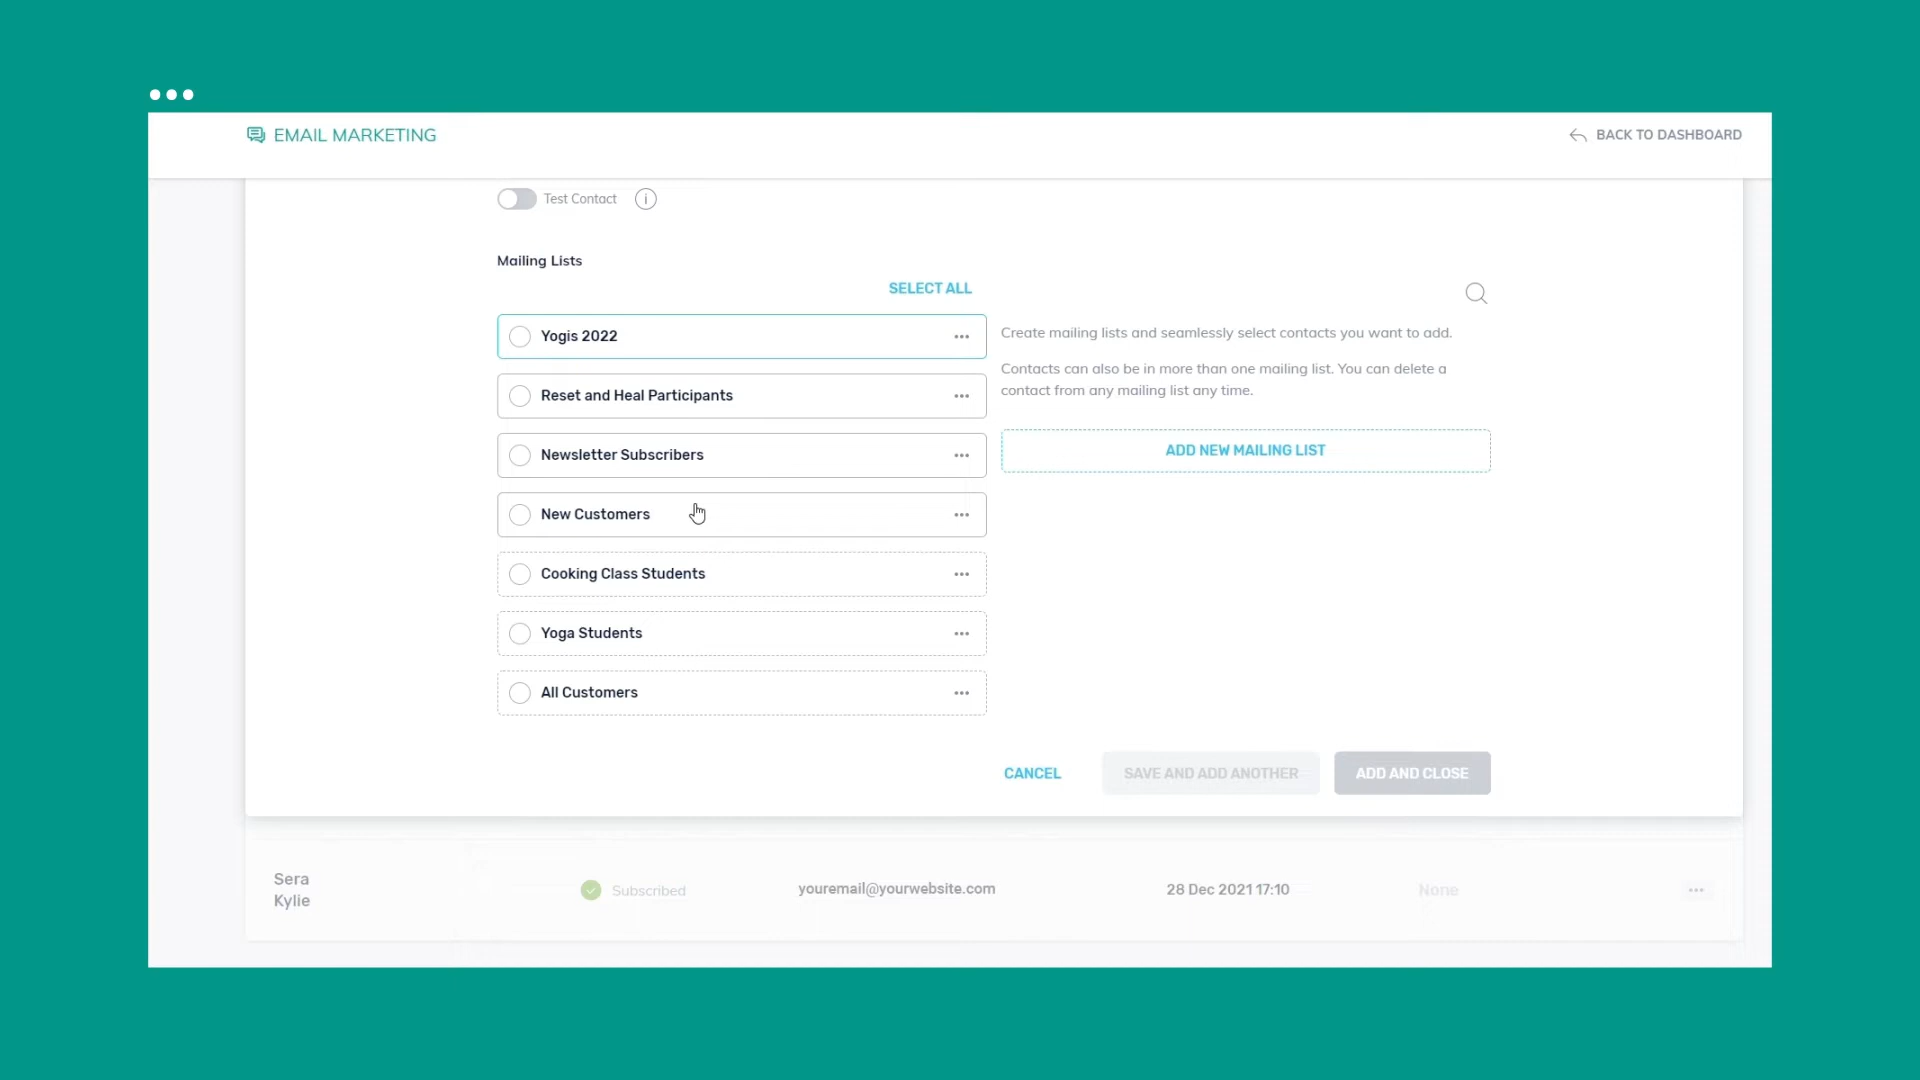 EMAIL MARKETING
BACK TO DASHBOARD
Test Contact
Mailing Lists
SELECT ALL
Yogis 2022
Reset and Heal Participants
Newsletter Subscribers
New Customers
Cooking Class Students
Yoga Students
All Customers
Create mailing lists and seamlessly select contacts you want to add.
Contacts can also be in more than one mailing list. You can delete a
contact from any mailing list any time.
ADD NEW MAILING LIST
CANCEL
SAVE AND ADD ANOTHER
ADD AND CLOSE
Sera
Kylie
Subscribed
youremail@yourwebsite.com
28 Dec 2021 17:10
None